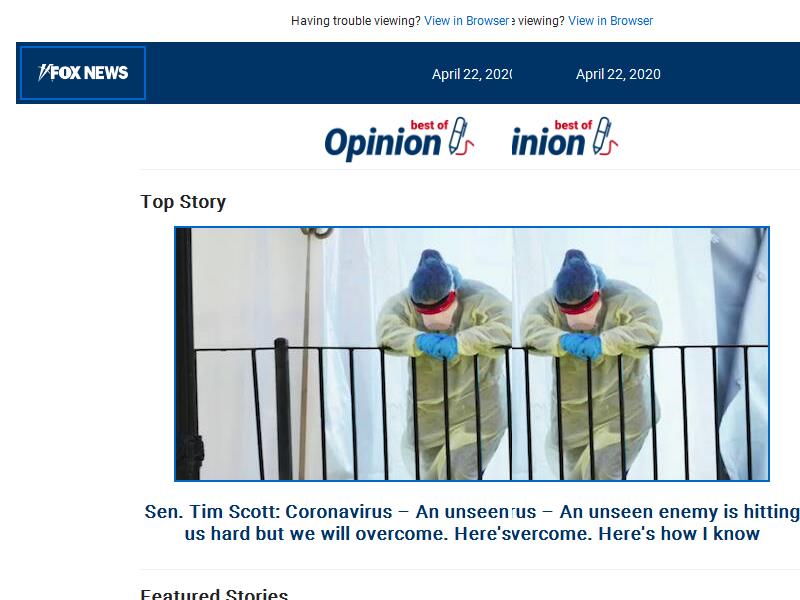 Having trouble viewing? View in Browser e viewing? View in Browser
FOX NEWS
April 22, 202
April 22, 2020
best of
Opinion
best of
inion
Top Story
Sen. Tim Scott: Coronavirus – An unseen rus – An unseen enemy is hitting
us hard but we will overcome. Here's vercome. Here's how I know
Featured Stories